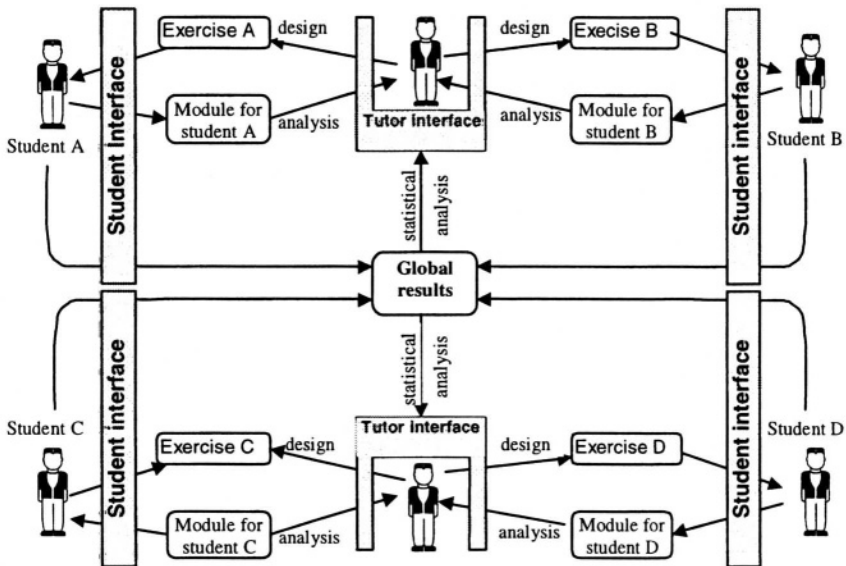 Exercise A
design
design
Execise B
Module for
student A
analysis
Tutor interface
analysis
Module for
student B
Student A
Student Interface
Student interface
Student B
statistical
analysis
Global
results
statistical
analysis
Student C
Student interface
Tutor interface
Student interface
Student D
Exercise C
design
design
Exercise D
Module for
student C
analysis
analysis
Module for
student D